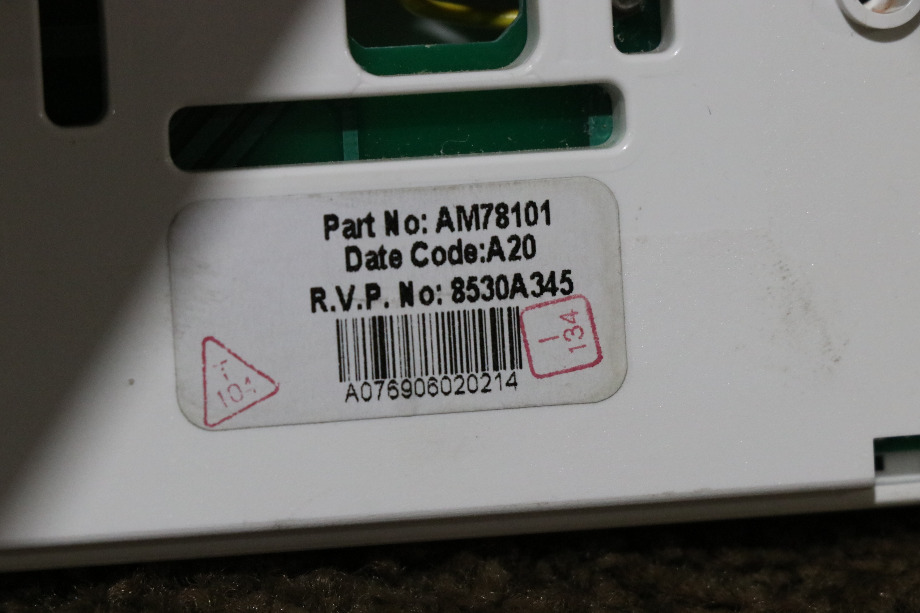 Part No: AM78101
Date Code:A20
R.V.P. No: 8530A345
A076906020214
T
104
I
134